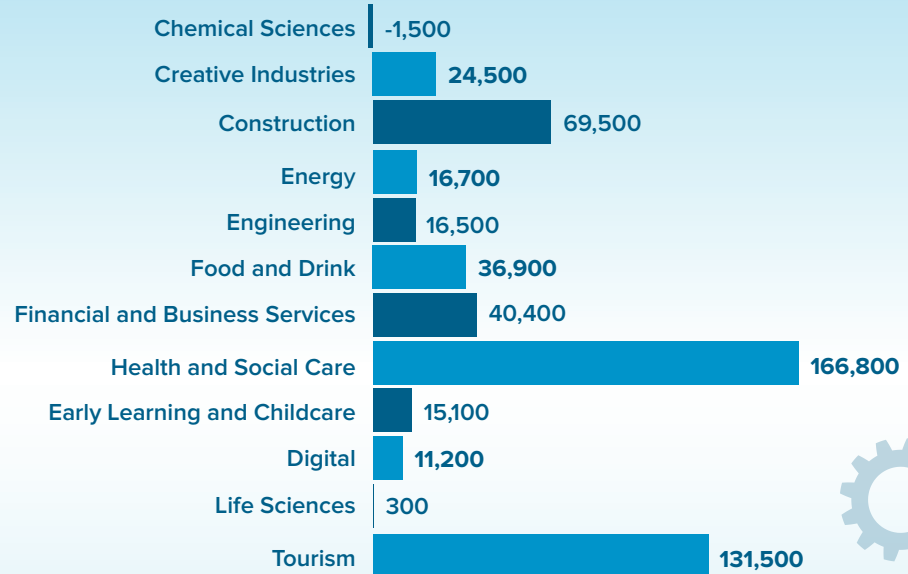 Chemical Sciences -1,500
Creative Industries 24,500
Construction 69,500
Energy 16,700
Engineering 16,500
Food and Drink 36,900
Financial and Business Services 40,400
Health and Social Care 166,800
Early Learning and Childcare 15,100
Digital 11,200
Life Sciences 300
Tourism 131,500